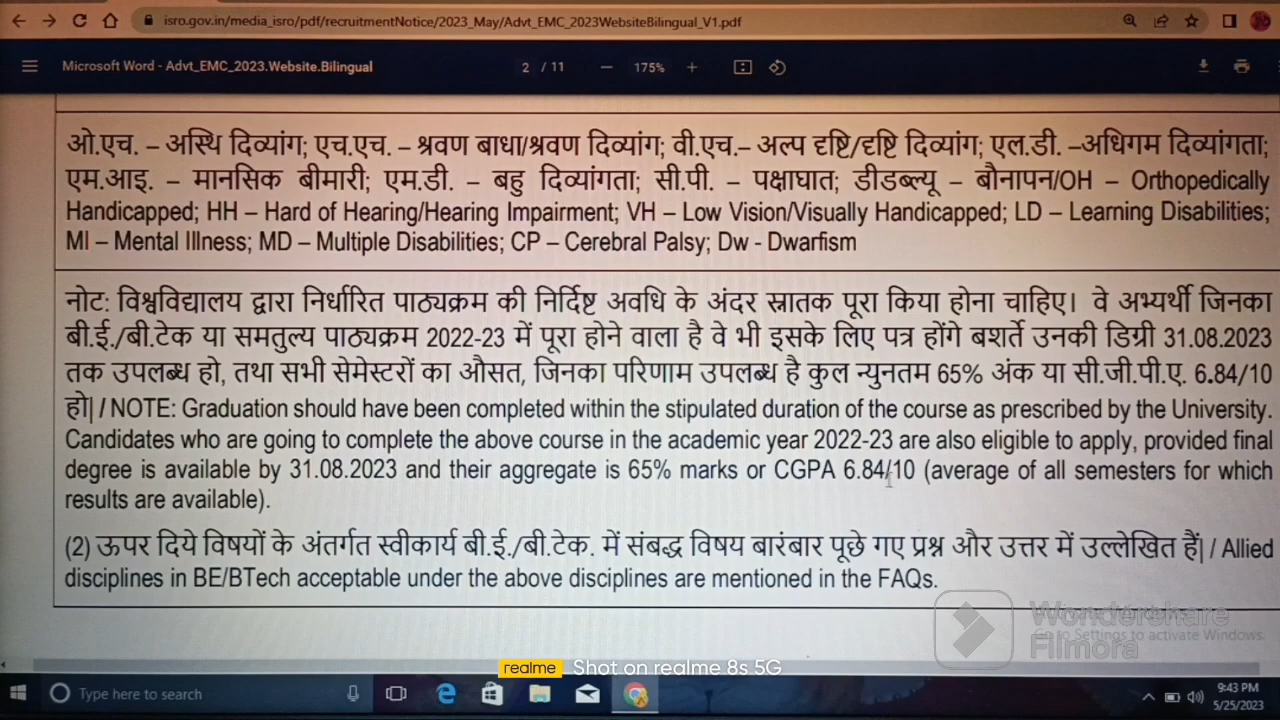 isro.gov.in/media_isro/pdf/recruitmentNotice/2023_May/Advt_EMC_2023WebsiteBilingual_V1.pdf
Microsoft Word - Advt_EMC_2023.Website.Bilingual 2 / 11 — 175% +
ओ.एच. – अस्थि दिव्यांग; एच.एच. – श्रवण बाधा/श्रवण दिव्यांग; वी.एच.– अल्प दृष्टि/दृष्टि दिव्यांग; एल.डी. –अधिगम दिव्यांगता;
एम.आइ. – मानसिक बीमारी; एम.डी. – बहु दिव्यांगता; सी.पी. – पक्षाघात; डीडब्ल्यू – बौनापन/OH – Orthopedically
Handicapped; HH – Hard of Hearing/Hearing Impairment; VH – Low Vision/Visually Handicapped; LD – Learning Disabilities;
MI – Mental Illness; MD – Multiple Disabilities; CP – Cerebral Palsy; Dw - Dwarfism
नोट: विश्वविद्यालय द्वारा निर्धारित पाठ्यक्रम की निर्दिष्ट अवधि के अंदर स्नातक पूरा किया होना चाहिए। वे अभ्यर्थी जिनका
बी.ई./बी.टेक या समतुल्य पाठ्यक्रम 2022-23 में पूरा होने वाला है वे भी इसके लिए पत्र होंगे बशर्ते उनकी डिग्री 31.08.2023
तक उपलब्ध हो, तथा सभी सेमेस्टरों का औसत, जिनका परिणाम उपलब्ध है कुल न्युनतम 65% अंक या सी.जी.पी.ए. 6.84/10
हो| / NOTE: Graduation should have been completed within the stipulated duration of the course as prescribed by the University.
Candidates who are going to complete the above course in the academic year 2022-23 are also eligible to apply, provided final
degree is available by 31.08.2023 and their aggregate is 65% marks or CGPA 6.84/10 (average of all semesters for which
results are available).
(2) ऊपर दिये विषयों के अंतर्गत स्वीकार्य बी.ई./बी.टेक. में संबद्ध विषय बारंबार पूछे गए प्रश्न और उत्तर में उल्लेखित हैं| / Allied
disciplines in BE/BTech acceptable under the above disciplines are mentioned in the FAQs.
Wondershare
Filmora
Go to Settings to activate Windows.
realme Shot on realme 8s 5G
Type here to search
9:43 PM
5/25/2023